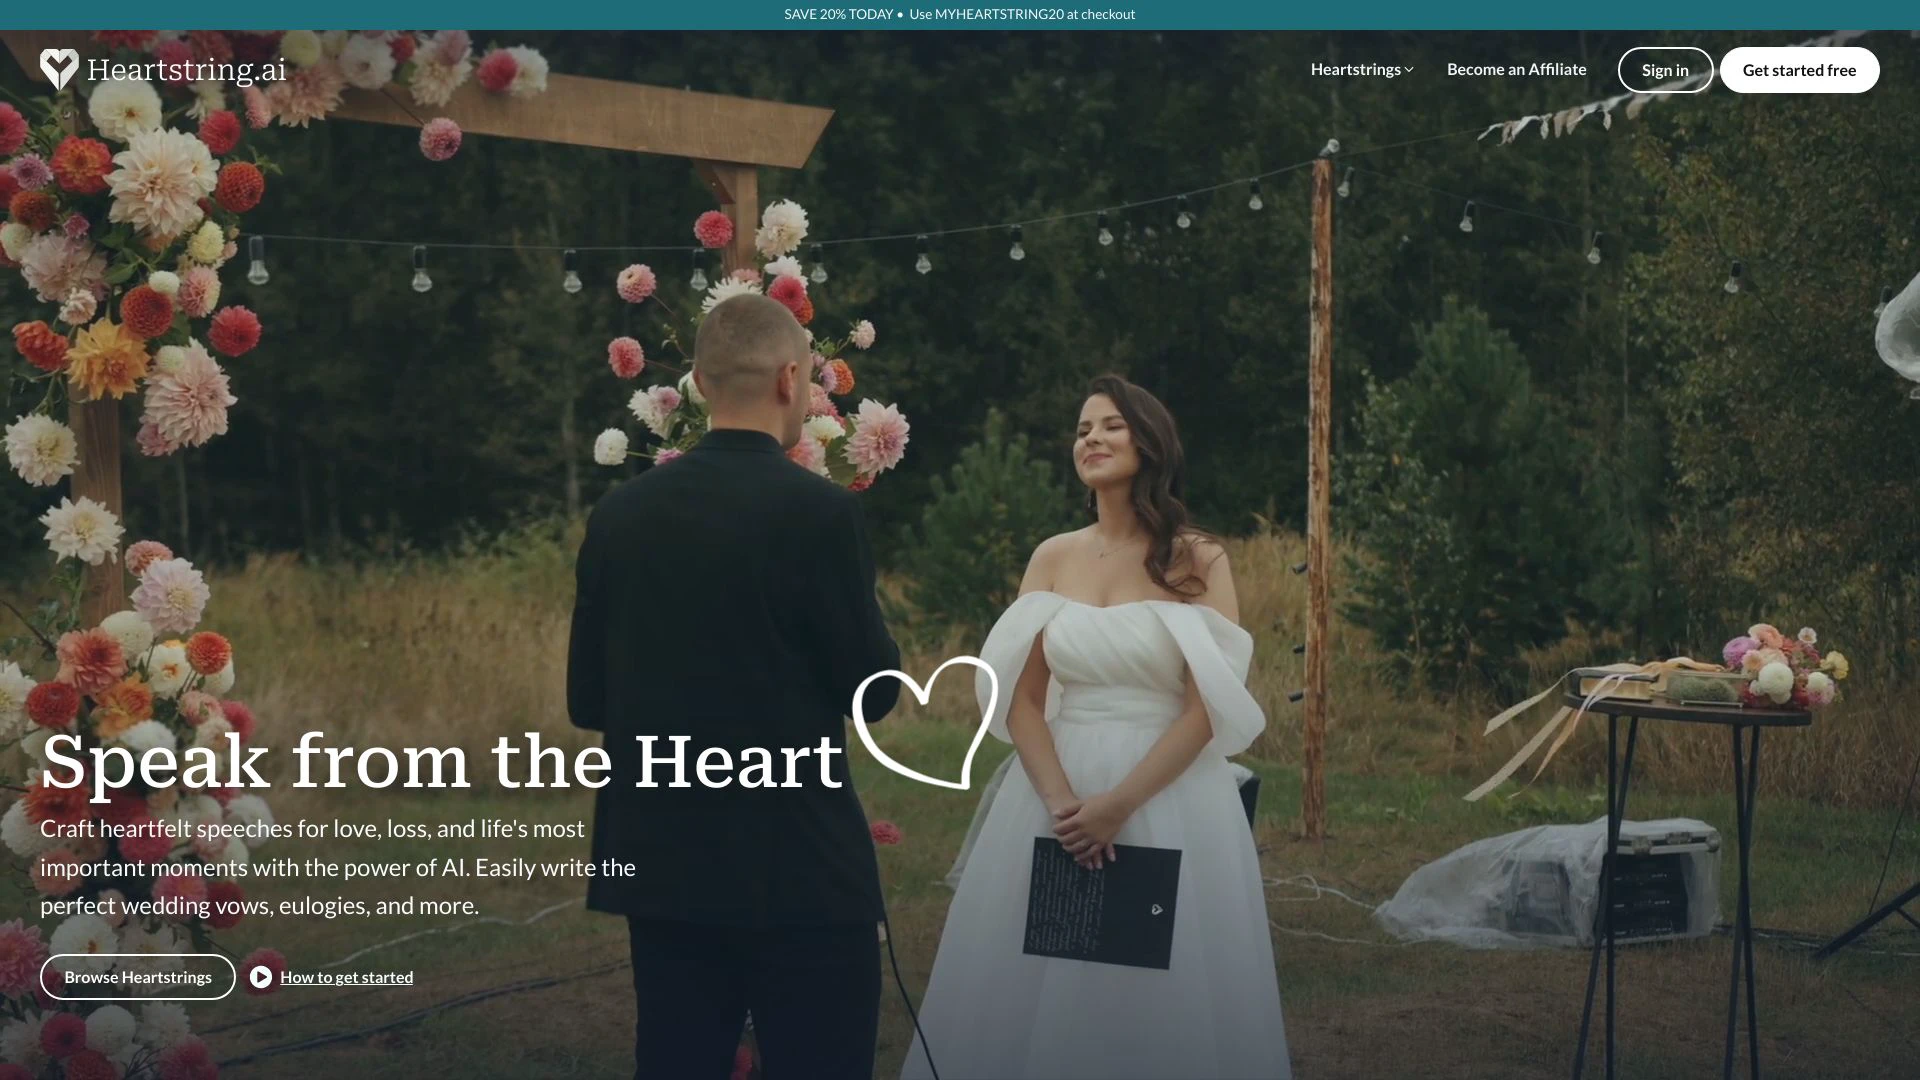 SAVE 20% TODAY • Use MYHEARTSTRING20 at checkout
Heartstring.ai
Heartstrings
Become an Affiliate
Sign in
Get started free
Speak from the Heart
Craft heartfelt speeches for love, loss, and life's most
important moments with the power of AI. Easily write the
perfect wedding vows, eulogies, and more.
Browse Heartstrings
How to get started